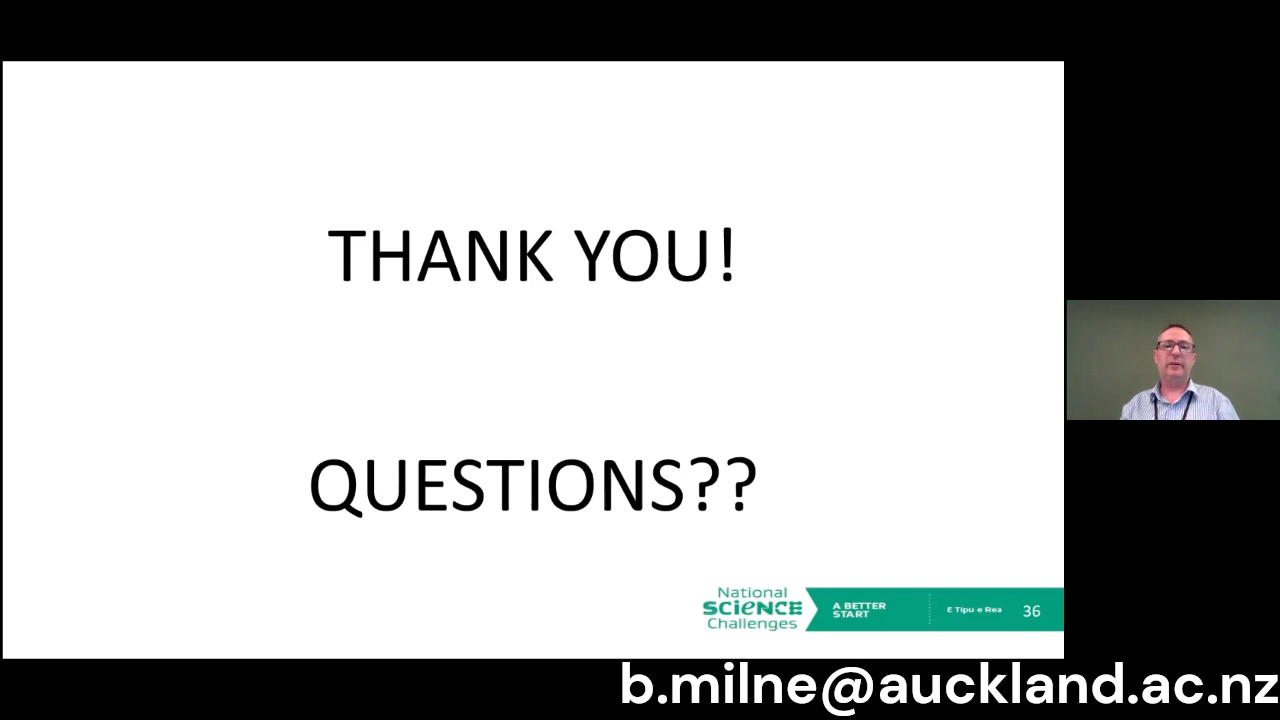 THANK YOU!
QUESTIONS??
National
SCIENCE
Challenges
A BETTER
START
E Tipu e Rea
36
b.milne@auckland.ac.nz